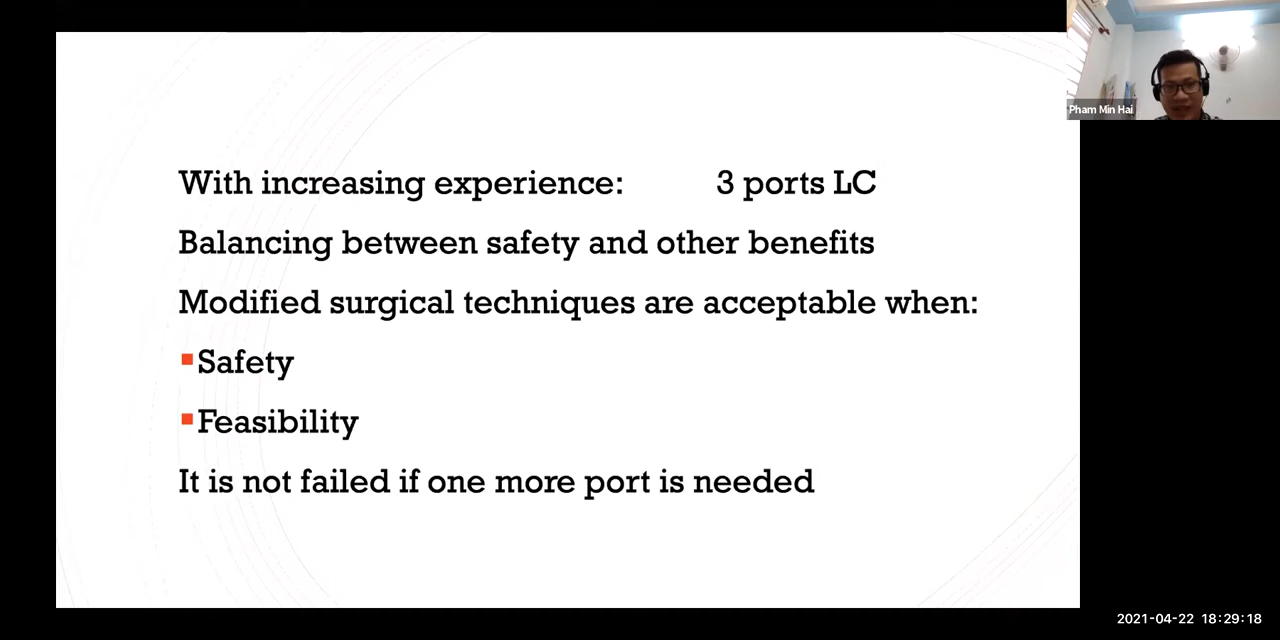 Pham Min Hai
With increasing experience: 3 ports LC
Balancing between safety and other benefits
Modified surgical techniques are acceptable when:
Safety
Feasibility
It is not failed if one more port is needed
2021-04-22 18:29:18